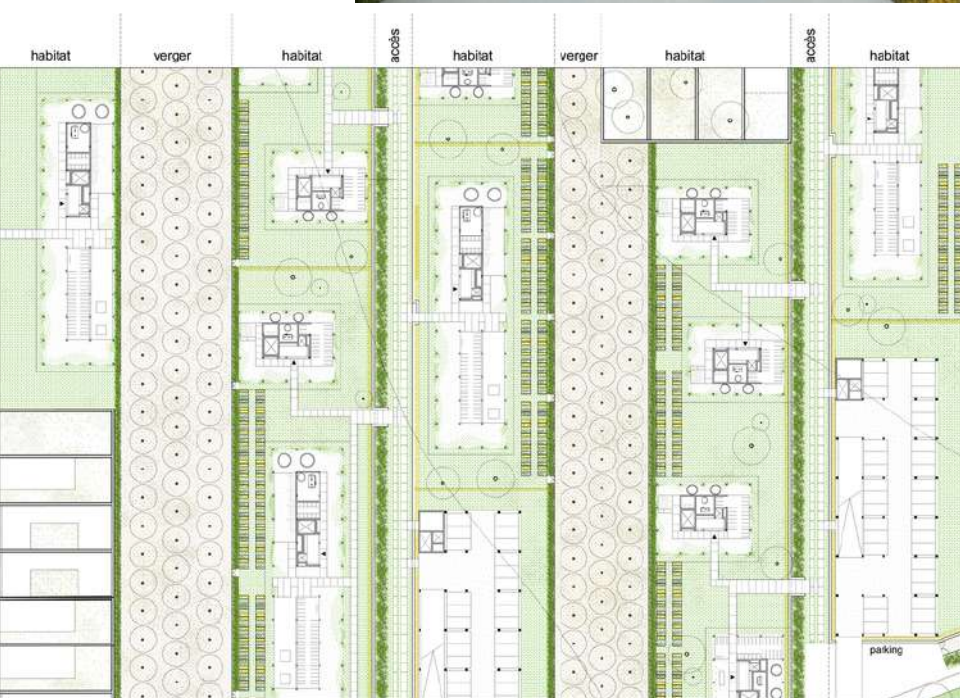 habitat
verger
habitat
accès
habitat
verger
habitat
accès
habitat
parking